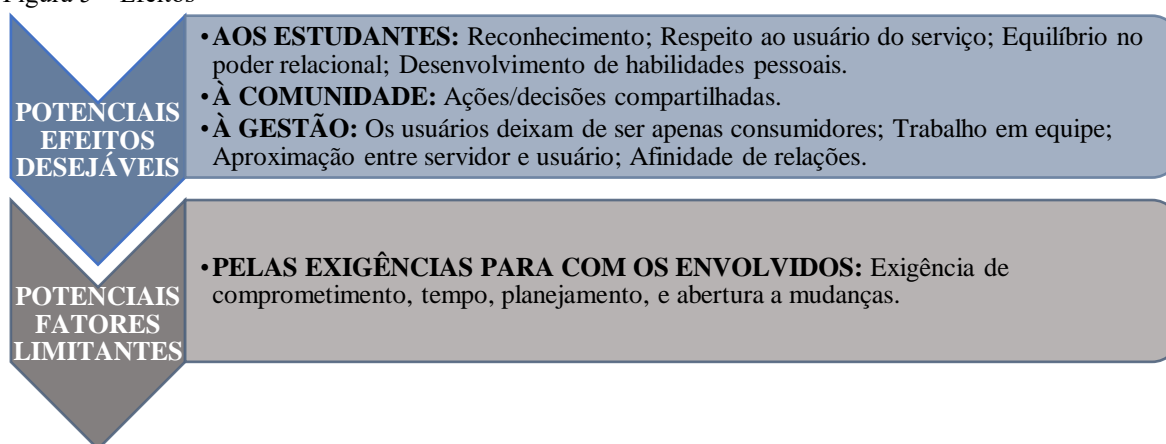 POTENCIAIS
EFEITOS
DESEJÁVEIS
•AOS ESTUDANTES: Reconhecimento; Respeito ao usuário do serviço; Equilíbrio no
poder relacional; Desenvolvimento de habilidades pessoais.
•À COMUNIDADE: Ações/decisões compartilhadas.
•À GESTÃO: Os usuários deixam de ser apenas consumidores; Trabalho em equipe;
Aproximação entre servidor e usuário; Afinidade de relações.
POTENCIAIS
FATORES
LIMITANTES
•PELAS EXIGÊNCIAS PARA COM OS ENVOLVIDOS: Exigência de
comprometimento, tempo, planejamento, e abertura a mudanças.